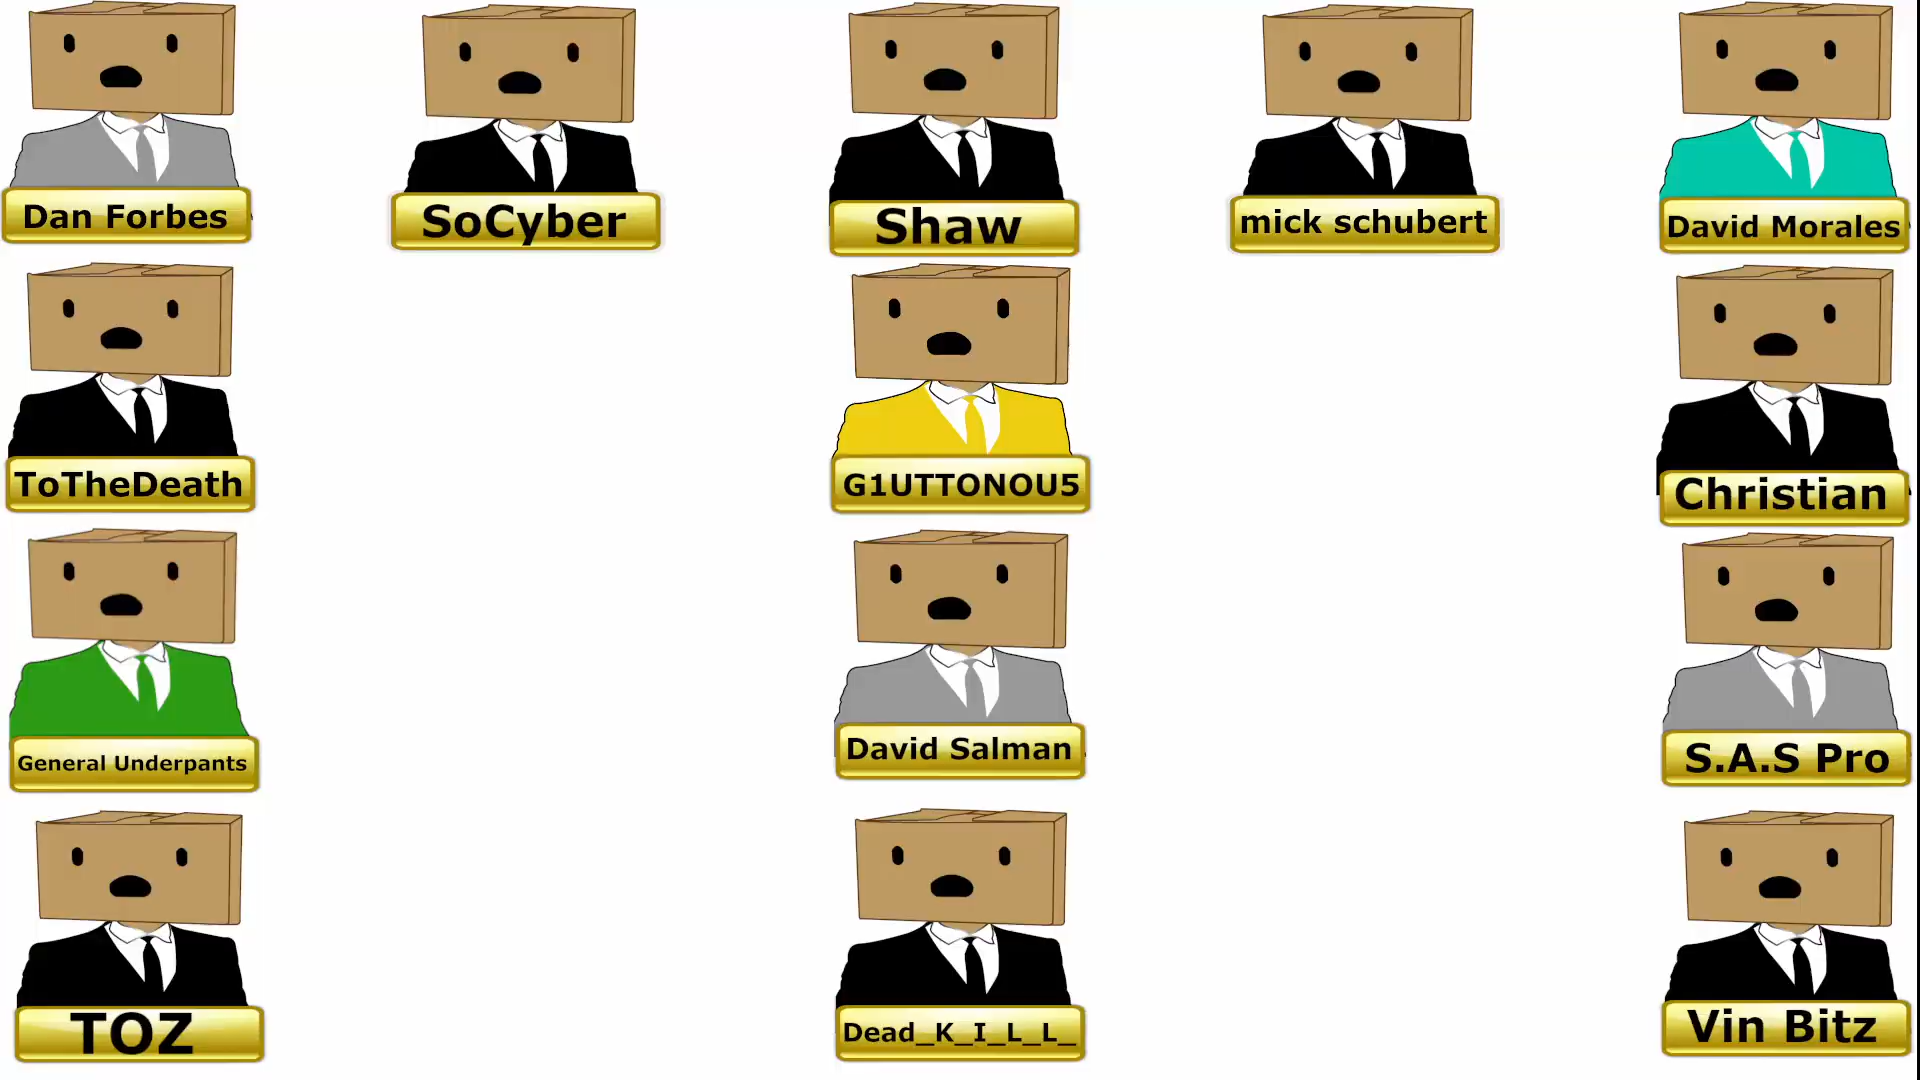 Dan Forbes
SoCyber
Shaw
mick schubert
David Morales
ToTheDeath
G1UTTONOU5
Christian
General Underpants
David Salman
S.A.S Pro
TOZ
Dead_K_I_L_L_
Vin Bitz